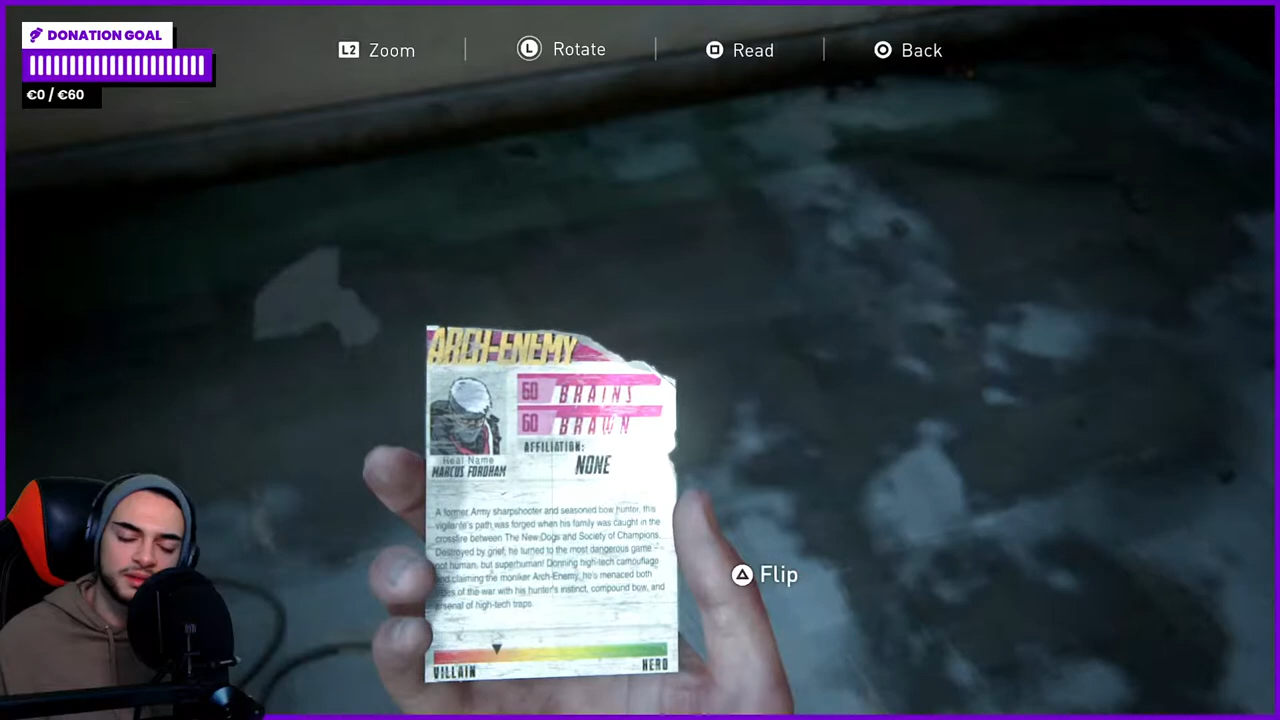 DONATION GOAL
€0 / €60
L2 Zoom
L Rotate
Read
Back
ARCH-ENEMY
60 BRAINS
60 BRAWN
AFFILIATION:
NONE
Real Name
MARCUS FORDHAM
A former Army sharpshooter and seasoned bow hunter, this
vigilante's path was forged when his family was caught in the
crossfire between The New Dogs and Society of Champions.
Destroyed by grief, he turned to the most dangerous game -
not human, but superhuman! Donning high-tech camouflage
and claiming the moniker Arch-Enemy, he's menaced both
sides of the war with his hunter's instinct, compound bow, and
arsenal of high-tech traps.
VILLAIN
HERO
Flip